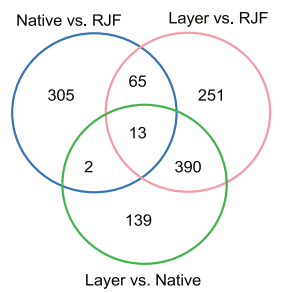 Native vs. RJF
Layer vs. RJF
65
305
251
13
2
390
139
Layer vs. Native